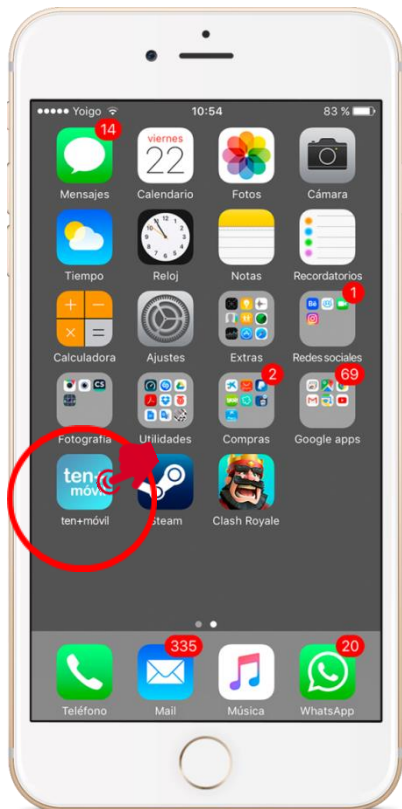 Yoigo 10:54 83 %
14
viernes
22
Mensajes Calendario Fotos Cámara
12
Tiempo Reloj Notas Recordatorios
1
Calculadora Ajustes Extras Redes sociales
CS 2 69
Fotografía Utilidades Compras Google apps
ten+
móvil
ten+móvil Steam Clash Royale
335 20
Teléfono Mail Música WhatsApp